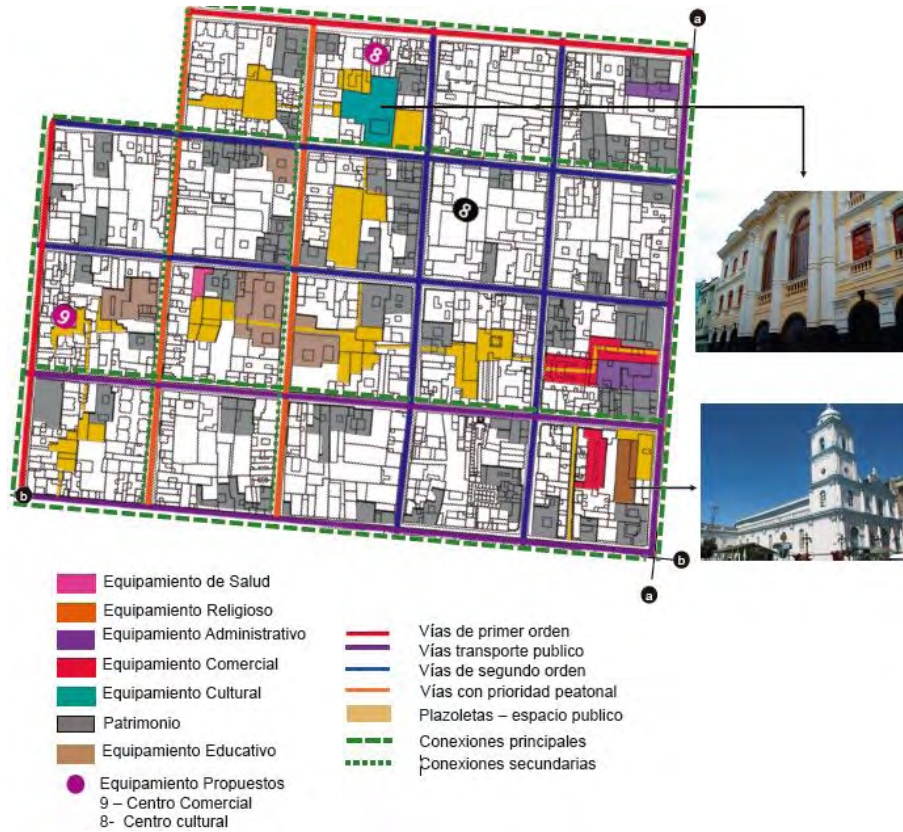 a
8
8
9
b
b
a
Equipamiento de Salud
Equipamiento Religioso
Equipamiento Administrativo
Equipamiento Comercial
Equipamiento Cultural
Patrimonio
Equipamiento Educativo
Equipamiento Propuestos
9 – Centro Comercial
8- Centro cultural
Vías de primer orden
Vías transporte publico
Vías de segundo orden
Vías con prioridad peatonal
Plazoletas – espacio publico
Conexiones principales
Conexiones secundarias